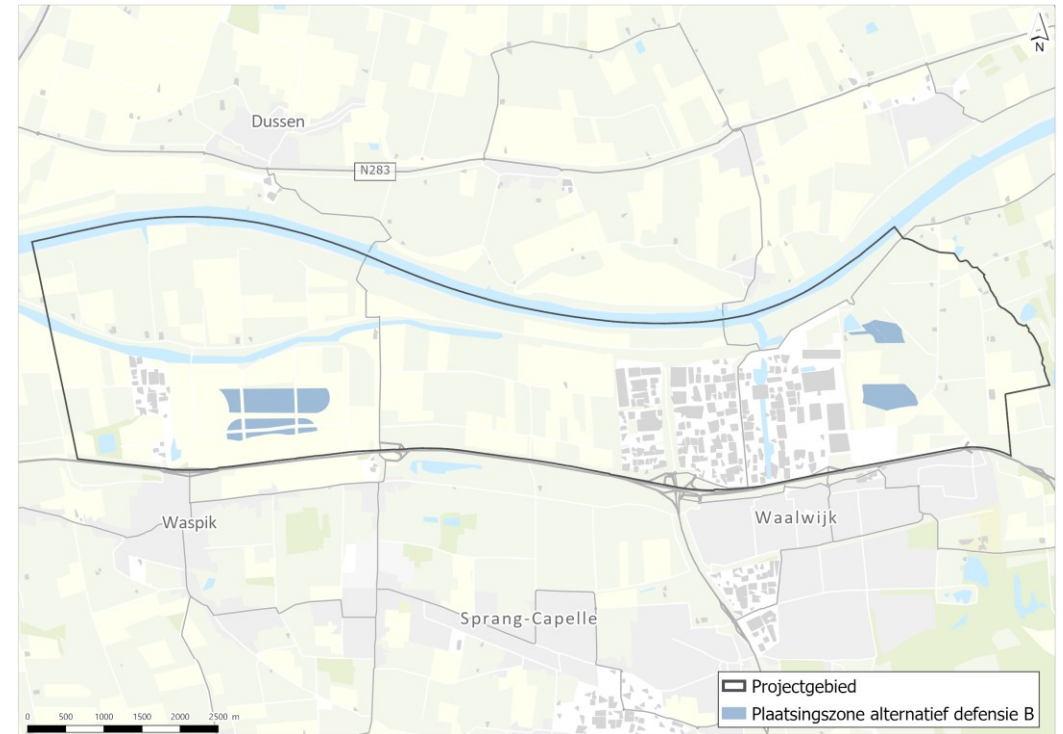 N
Dussen
N283
Waspik
Waalwijk
Sprang-Capelle
Projectgebied
Plaatsingszone alternatief defensie B
0 500 1000 1500 2000 2500 m